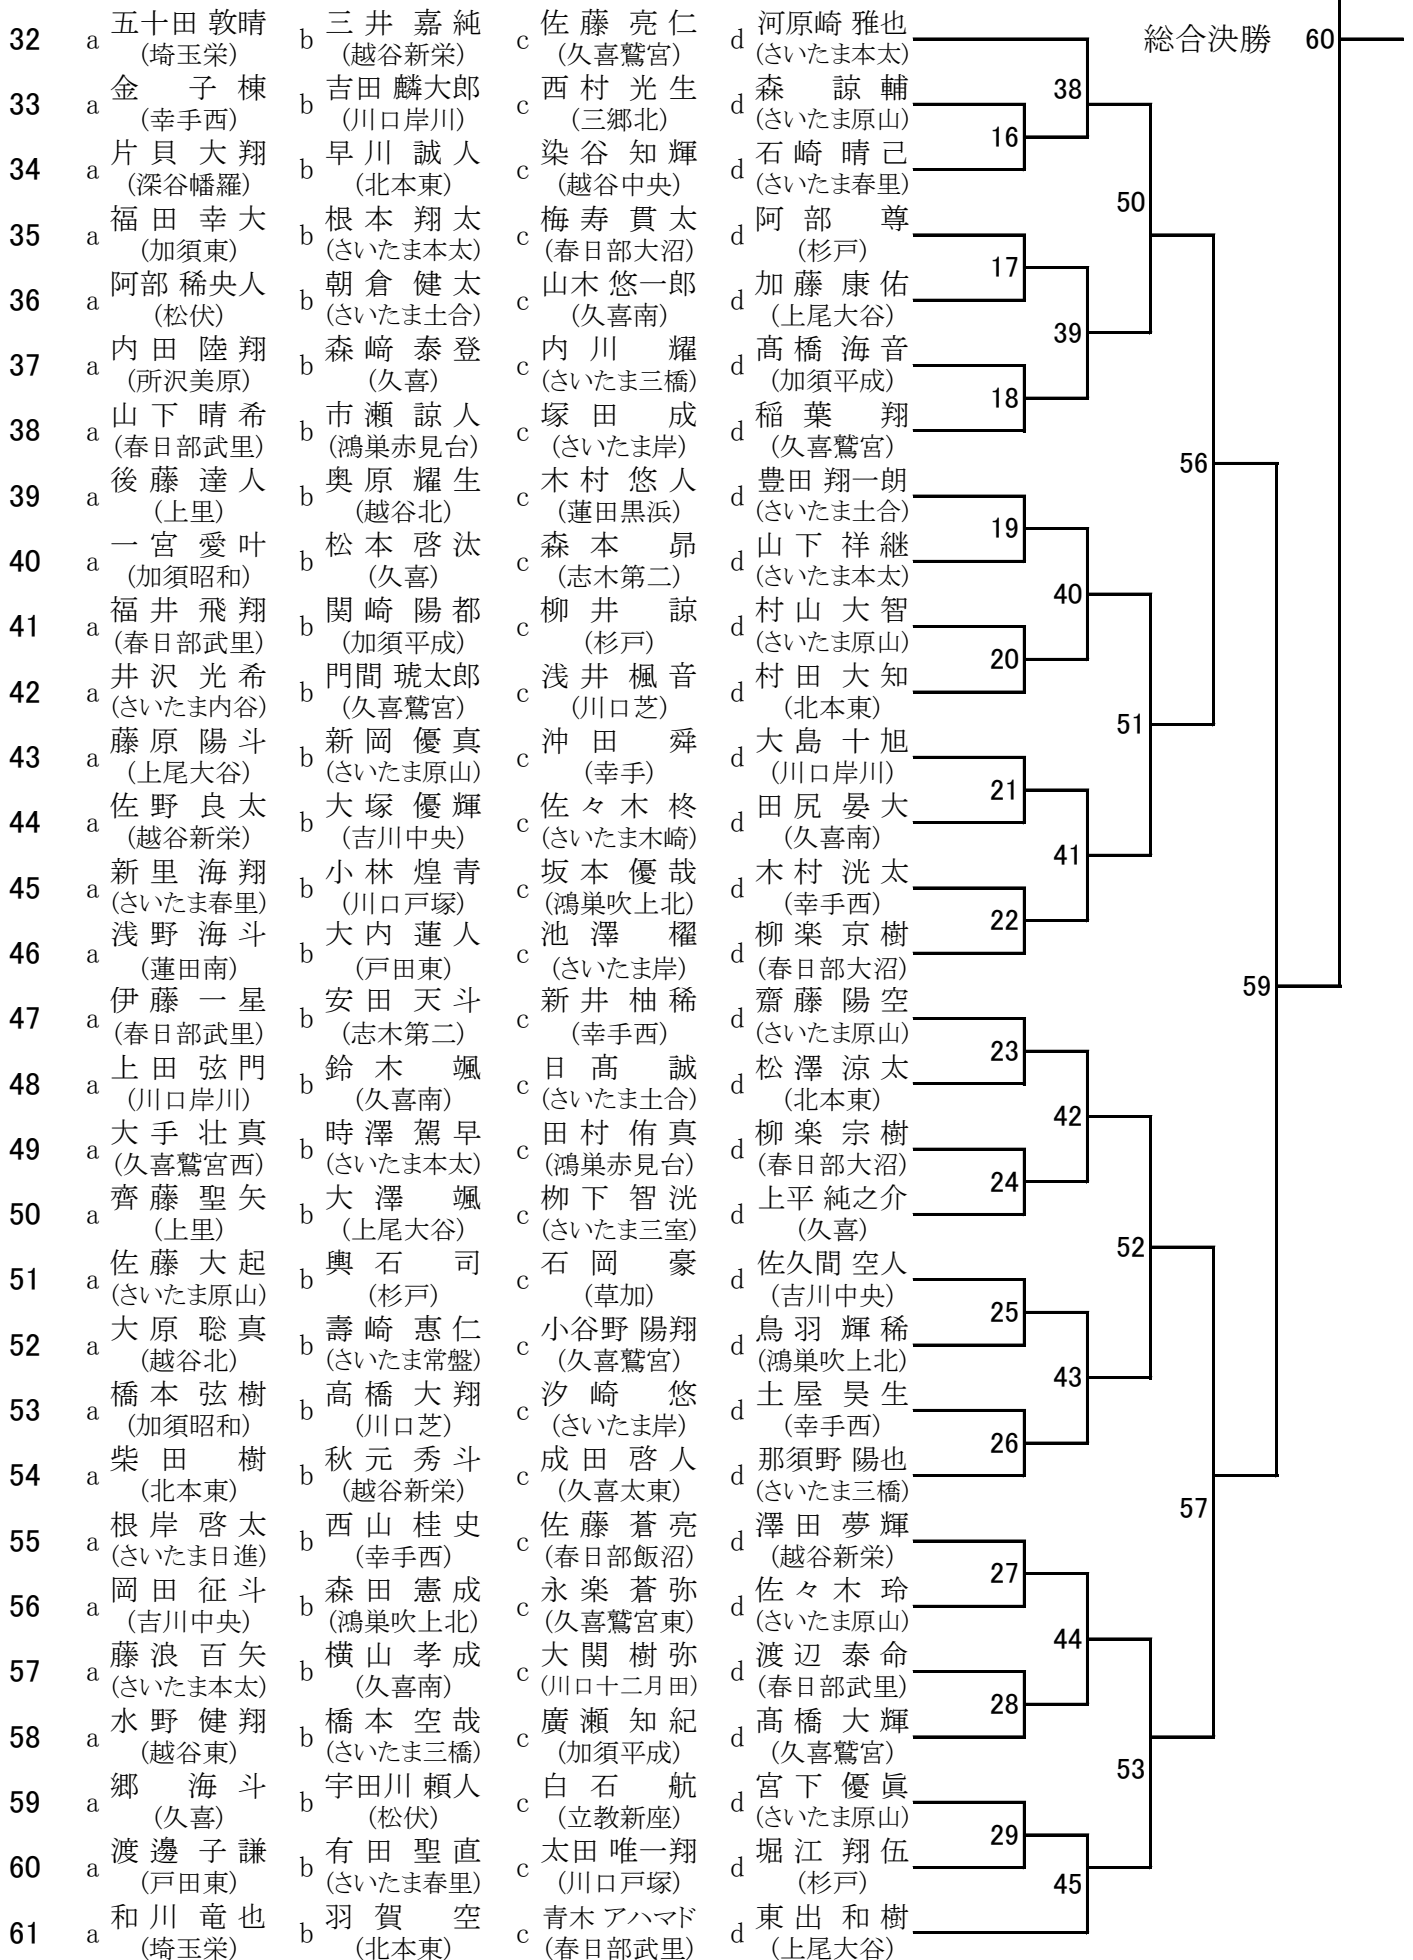 総合決勝 60
32 a 五十田 敦晴 b 三井 嘉純 c 佐藤 亮仁 d 河原崎 雅也
(埼玉栄) (越谷新栄) (久喜鷲宮) (さいたま本太)
33 a 金 子棟 b 吉田 麟大郎 c 西村 光生 d 森 諒輔
(幸手西) (川口岸川) (三郷北) (さいたま原山)
34 a 片貝 大翔 b 早川 誠人 c 染谷 知輝 d 石崎 晴己
(深谷幡羅) (北本東) (越谷中央) (さいたま春里)
35 a 福田 幸大 b 根本 翔太 c 梅寿 貫太 d 阿部 尊
(加須東) (さいたま本太) (春日部大沼) (杉戸)
36 a 阿部 稀央人 b 朝倉 健太 c 山木 悠一郎 d 加藤 康佑
(松伏) (さいたま土合) (久喜南) (上尾大谷)
37 a 内田 陸翔 b 森﨑 泰登 c 内川 耀 d 髙橋 海音
(所沢美原) (久喜) (さいたま三橋) (加須平成)
38 a 山下 晴希 b 市瀬 諒人 c 塚田 成 d 稲葉 翔
(春日部武里) (鴻巣赤見台) (さいたま岸) (久喜鷲宮)
39 a 後藤 達人 b 奥原 耀生 c 木村 悠人 d 豊田 翔一朗
(上里) (越谷北) (蓮田黒浜) (さいたま土合)
40 a 一宮 愛叶 b 松本 啓汰 c 森本 昴 d 山下 祥継
(加須昭和) (久喜) (志木第二) (さいたま本太)
41 a 福井 飛翔 b 関崎 陽都 c 柳井 諒 d 村山 大智
(春日部武里) (加須平成) (杉戸) (さいたま原山)
42 a 井沢 光希 b 門間 琥太郎 c 浅井 楓音 d 村田 大知
(さいたま内谷) (久喜鷲宮) (川口芝) (北本東)
43 a 藤原 陽斗 b 新岡 優真 c 沖田 舜 d 大島 十旭
(上尾大谷) (さいたま原山) (幸手) (川口岸川)
44 a 佐野 良太 b 大塚 優輝 c 佐々木 柊 d 田尻 晏大
(越谷新栄) (吉川中央) (さいたま木崎) (久喜南)
45 a 新里 海翔 b 小林 煌青 c 坂本 優哉 d 木村 洸太
(さいたま春里) (川口戸塚) (鴻巣吹上北) (幸手西)
46 a 浅野 海斗 b 大内 蓮人 c 池澤 櫂 d 柳楽 京樹
(蓮田南) (戸田東) (さいたま岸) (春日部大沼)
47 a 伊藤 一星 b 安田 天斗 c 新井 柚稀 d 齋藤 陽空
(春日部武里) (志木第二) (幸手西) (さいたま原山)
48 a 上田 弦門 b 鈴木 颯 c 日髙 誠 d 松澤 涼太
(川口岸川) (久喜南) (さいたま土合) (北本東)
49 a 大手 壮真 b 時澤 駕早 c 田村 侑真 d 柳楽 宗樹
(久喜鷲宮西) (さいたま本太) (鴻巣赤見台) (春日部大沼)
50 a 齊藤 聖矢 b 大澤 颯 c 栁下 智洸 d 上平 純之介
(上里) (上尾大谷) (さいたま三室) (久喜)
51 a 佐藤 大起 b 輿石 司 c 石岡 豪 d 佐久間 空人
(さいたま原山) (杉戸) (草加) (吉川中央)
52 a 大原 聡真 b 壽崎 惠仁 c 小谷野 陽翔 d 鳥羽 輝稀
(越谷北) (さいたま常盤) (久喜鷲宮) (鴻巣吹上北)
53 a 橋本 弦樹 b 高橋 大翔 c 汐崎 悠 d 土屋 昊生
(加須昭和) (川口芝) (さいたま岸) (幸手西)
54 a 柴田 樹 b 秋元 秀斗 c 成田 啓人 d 那須野 陽也
(北本東) (越谷新栄) (久喜太東) (さいたま三橋)
55 a 根岸 啓太 b 西山 桂史 c 佐藤 蒼亮 d 澤田 夢輝
(さいたま日進) (幸手西) (春日部飯沼) (越谷新栄)
56 a 岡田 征斗 b 森田 憲成 c 永楽 蒼弥 d 佐々木 玲
(吉川中央) (鴻巣吹上北) (久喜鷲宮東) (さいたま原山)
57 a 藤浪 百矢 b 横山 孝成 c 大関 樹弥 d 渡辺 泰命
(さいたま本太) (久喜南) (川口十二月田) (春日部武里)
58 a 水野 健翔 b 橋本 空哉 c 廣瀬 知紀 d 髙橋 大輝
(越谷東) (さいたま三橋) (加須平成) (久喜鷲宮)
59 a 郷 海斗 b 宇田川 頼人 c 白石 航 d 宮下 優眞
(久喜) (松伏) (立教新座) (さいたま原山)
60 a 渡邊 子謙 b 有田 聖直 c 太田 唯一翔 d 堀江 翔伍
(戸田東) (さいたま春里) (川口戸塚) (杉戸)
61 a 和川 竜也 b 羽賀 空 c 青木 アハマド d 東出 和樹
(埼玉栄) (北本東) (春日部武里) (上尾大谷)
16
17
18
19
20
21
22
23
24
25
26
27
28
29
38
39
40
41
42
43
44
45
50
51
52
53
56
57
59